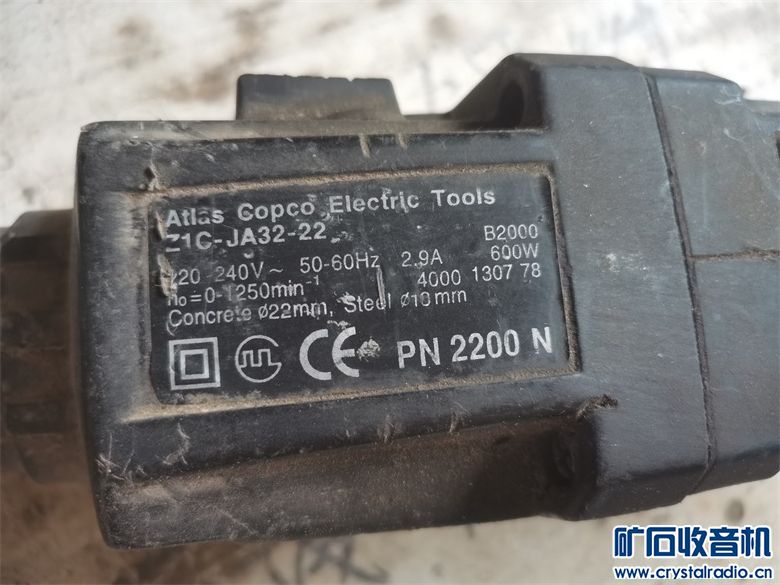 Atlas Copco Electric Tools
Z1C-JA32-22 B2000
220-240V~ 50-60Hz 2.9A 600W
n₀=0-1250min⁻¹ 4000 1307 78
Concrete ø22mm, Steel ø13mm
CE PN 2200 N
矿石收音机
www.crystalradio.cn